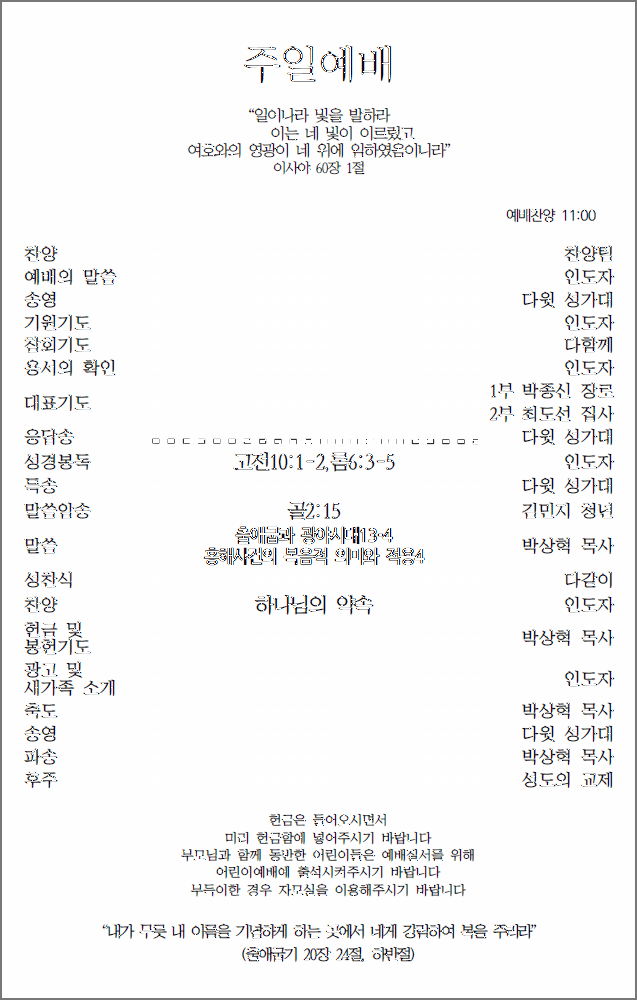 주일예배
“일어나라 빛을 발하라
이는 네 빛이 이르렀고
여호와의 영광이 네 위에 임하였음이니라”
이사야 60장 1절
예배찬양 11:00
찬양 찬양팀
예배의 말씀 인도자
송영 다윗 성가대
기원기도 인도자
참회기도 다함께
용서의 확인 인도자
대표기도 1부 박종신 장로
2부 최도선 집사
응답송 다윗 성가대
성경봉독 고전10:1-2,롬6:3-5 인도자
특송 다윗 성가대
말씀암송 골2:15 김민지 청년
말씀 출애굽과 광야시대13-4 박상혁 목사
홍해사건의 복음적 의미와 적용4
성찬식 다같이
찬양 하나님의 약속 인도자
헌금 및
봉헌기도 박상혁 목사
광고 및
새가족 소개 인도자
축도 박상혁 목사
송영 다윗 성가대
파송 박상혁 목사
후주 성도의 교제
헌금은 들어오시면서
미리 헌금함에 넣어주시기 바랍니다
부모님과 함께 동반한 어린이들은 예배질서를 위해
어린이예배에 출석시켜주시기 바랍니다
부득이한 경우 자모실을 이용해주시기 바랍니다
“내가 무릇 내 이름을 기념하게 하는 곳에서 네게 강림하여 복을 주리라”
(출애굽기 20장 24절, 하반절)